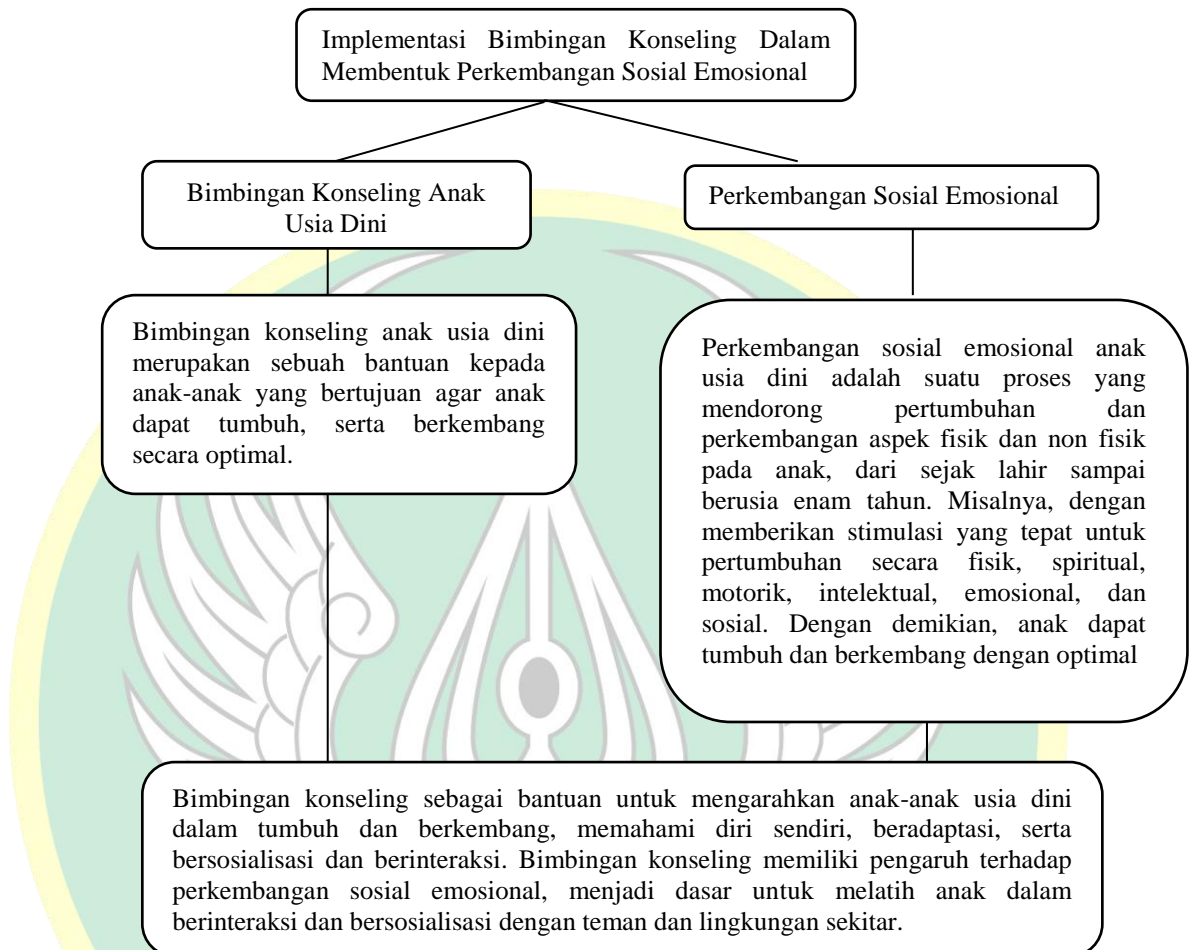 Implementasi Bimbingan Konseling Dalam
Membentuk Perkembangan Sosial Emosional
Bimbingan Konseling Anak
Usia Dini
Perkembangan Sosial Emosional
Bimbingan konseling anak usia dini
merupakan sebuah bantuan kepada
anak-anak yang bertujuan agar anak
dapat tumbuh, serta berkembang
secara optimal.
Perkembangan sosial emosional anak
usia dini adalah suatu proses yang
mendorong pertumbuhan dan
perkembangan aspek fisik dan non fisik
pada anak, dari sejak lahir sampai
berusia enam tahun. Misalnya, dengan
memberikan stimulasi yang tepat untuk
pertumbuhan secara fisik, spiritual,
motorik, intelektual, emosional, dan
sosial. Dengan demikian, anak dapat
tumbuh dan berkembang dengan optimal
Bimbingan konseling sebagai bantuan untuk mengarahkan anak-anak usia dini
dalam tumbuh dan berkembang, memahami diri sendiri, beradaptasi, serta
bersosialisasi dan berinteraksi. Bimbingan konseling memiliki pengaruh terhadap
perkembangan sosial emosional, menjadi dasar untuk melatih anak dalam
berinteraksi dan bersosialisasi dengan teman dan lingkungan sekitar.